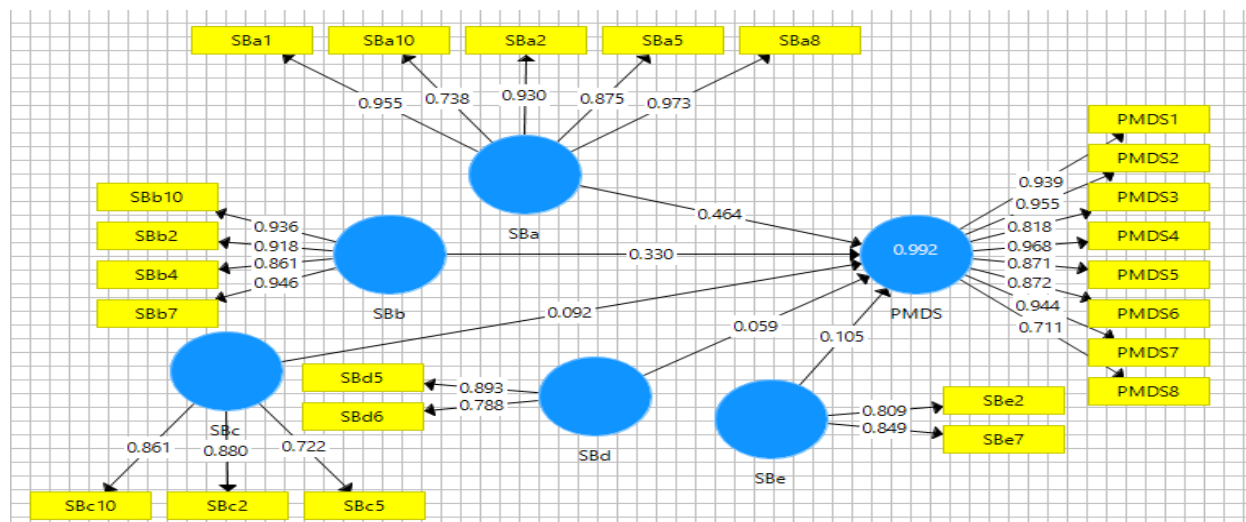 SBa1 SBa10 SBa2 SBa5 SBa8
0.955 0.738 0.930 0.875 0.973
SBa
PMDS1
PMDS2
PMDS3
PMDS4
PMDS5
PMDS6
PMDS7
PMDS8
0.939
0.955
0.818
0.968
0.871
0.872
0.944
0.711
0.992
PMDS
SBb10
SBb2
SBb4
SBb7
0.936
0.918
0.861
0.946
SBb
0.464
0.330
0.092
0.059
0.105
SBc
0.861 0.880 0.722
SBc10 SBc2 SBc5
SBd5
SBd6
0.893
0.788
SBd
SBe2
SBe7
0.809
0.849
SBe